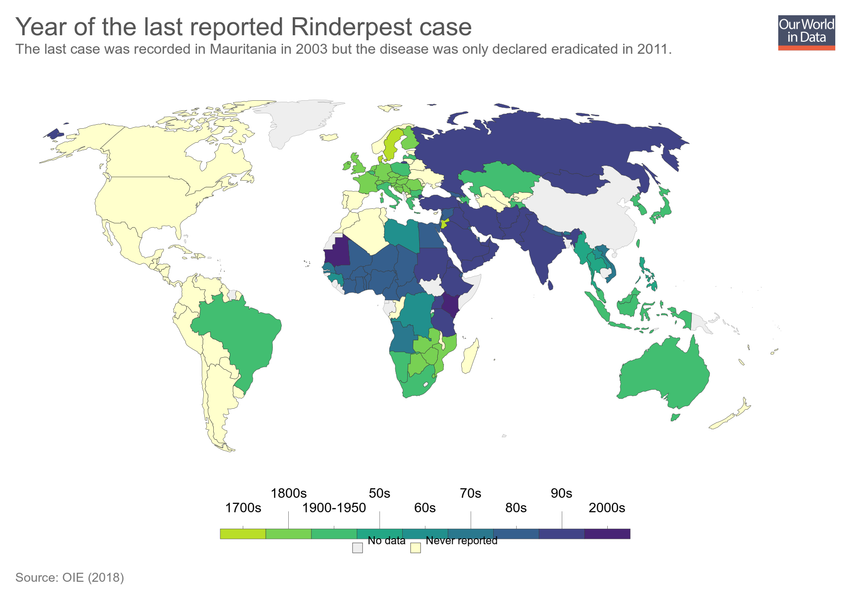 Year of the last reported Rinderpest case
The last case was recorded in Mauritania in 2003 but the disease was only declared eradicated in 2011.
Our World
in Data
1800s 50s 70s 90s
1700s 1900-1950 60s 80s 2000s
No data Never reported
Source: OIE (2018)